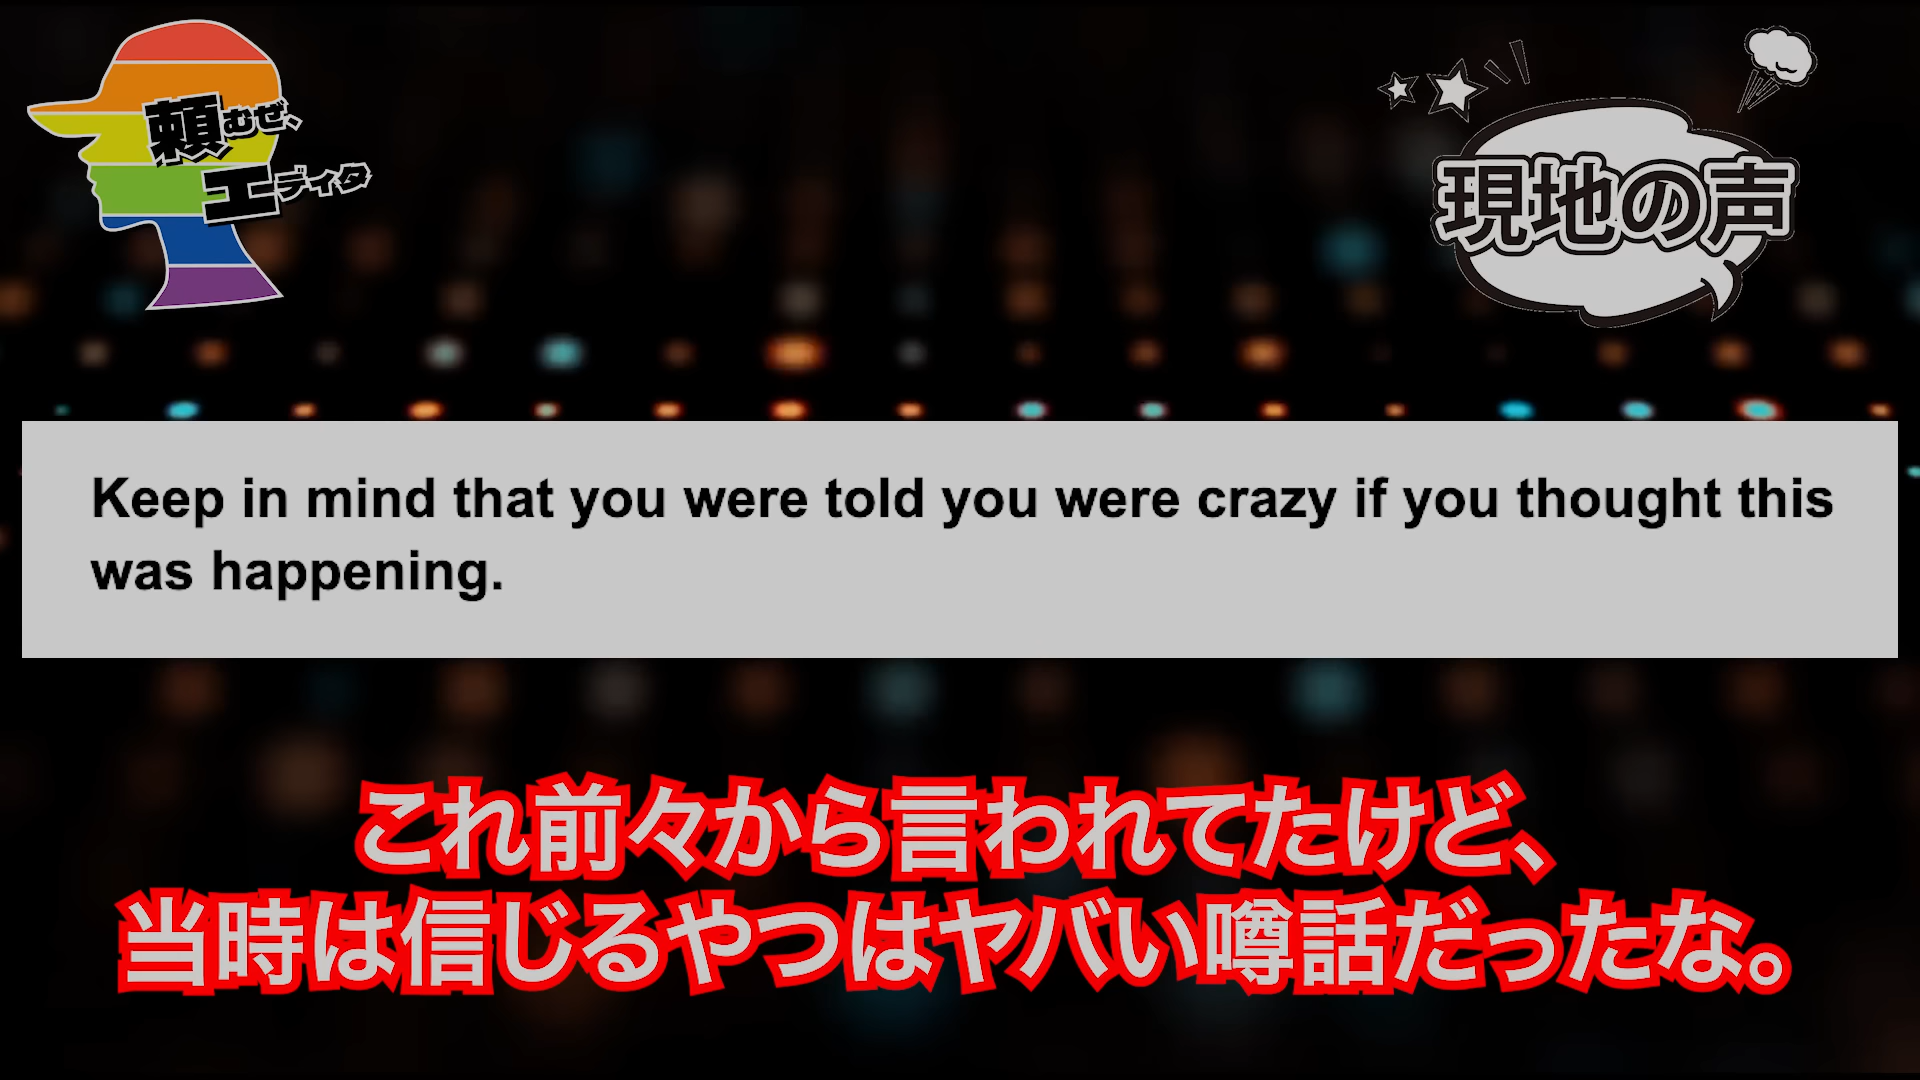 頼むぜ、
エディタ
現地の声
Keep in mind that you were told you were crazy if you thought this
was happening.
これ前々から言われてたけど、
当時は信じるやつはヤバい噂話だったな。